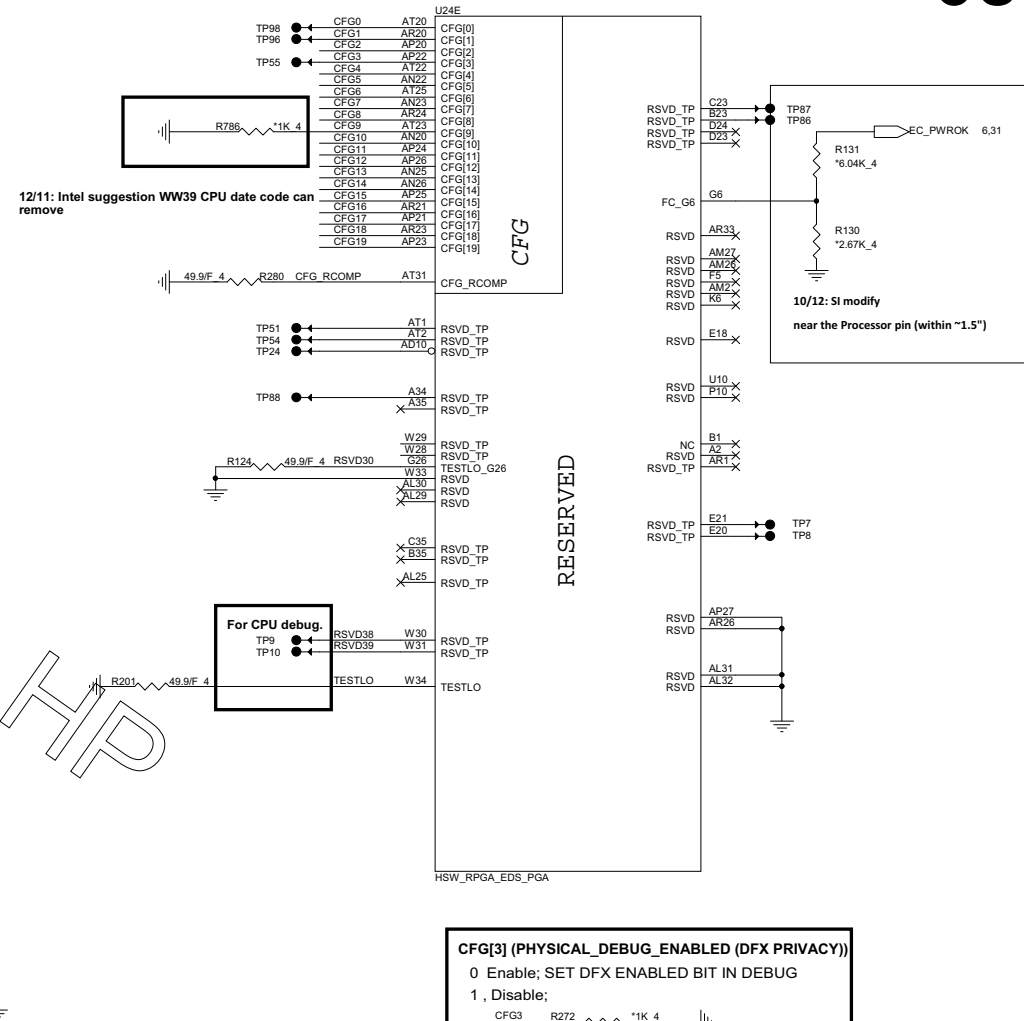 U24E
TP98 CFG0 AT20 CFG[0]
TP96 CFG1 AR20 CFG[1]
CFG2 AP20 CFG[2]
TP55 CFG3 AP22 CFG[3]
CFG4 AT22 CFG[4]
CFG5 AN22 CFG[5]
CFG6 AT25 CFG[6]
CFG7 AN23 CFG[7]
CFG8 AR24 CFG[8]
R786 *1K_4 CFG9 AT23 CFG[9]
CFG10 AN20 CFG[10]
CFG11 AP24 CFG[11]
CFG12 AP26 CFG[12]
CFG13 AN25 CFG[13]
CFG14 AN26 CFG[14]
CFG15 AP25 CFG[15]
CFG16 AR21 CFG[16]
CFG17 AP21 CFG[17]
CFG18 AR23 CFG[18]
CFG19 AP23 CFG[19]
12/11: Intel suggestion WW39 CPU date code can
remove
CFG
49.9/F_4 R280 CFG_RCOMP AT31 CFG_RCOMP
TP51 AT1 RSVD_TP
TP54 AT2 RSVD_TP
TP24 AD10 RSVD_TP
TP88 A34 RSVD_TP
A35 RSVD_TP
W29 RSVD_TP
W28 RSVD_TP
R124 49.9/F_4 RSVD30 G26 TESTLO_G26
W33 RSVD
AL30 RSVD
AL29 RSVD
C35 RSVD_TP
B35 RSVD_TP
AL25 RSVD_TP
For CPU debug.
TP9 RSVD38 W30 RSVD_TP
TP10 RSVD39 W31 RSVD_TP
R201 49.9/F_4 TESTLO W34 TESTLO
RESERVED
RSVD_TP C23 TP87
RSVD_TP B23 TP86
RSVD_TP D24
RSVD_TP D23
EC_PWROK 6,31
R131
*6.04K_4
FC_G6 G6
R130
*2.67K_4
10/12: SI modify
near the Processor pin (within ~1.5")
RSVD AR33
RSVD AM27
RSVD AM26
RSVD F5
RSVD AM2
RSVD K6
RSVD E18
RSVD U10
RSVD P10
NC B1
RSVD A2
RSVD_TP AR1
RSVD_TP E21 TP7
RSVD_TP E20 TP8
RSVD AP27
RSVD AR26
RSVD AL31
RSVD AL32
HP
HSW_RPGA_EDS_PGA
CFG[3] (PHYSICAL_DEBUG_ENABLED (DFX PRIVACY))
0 Enable; SET DFX ENABLED BIT IN DEBUG
1 , Disable;
CFG3 R272 *1K_4